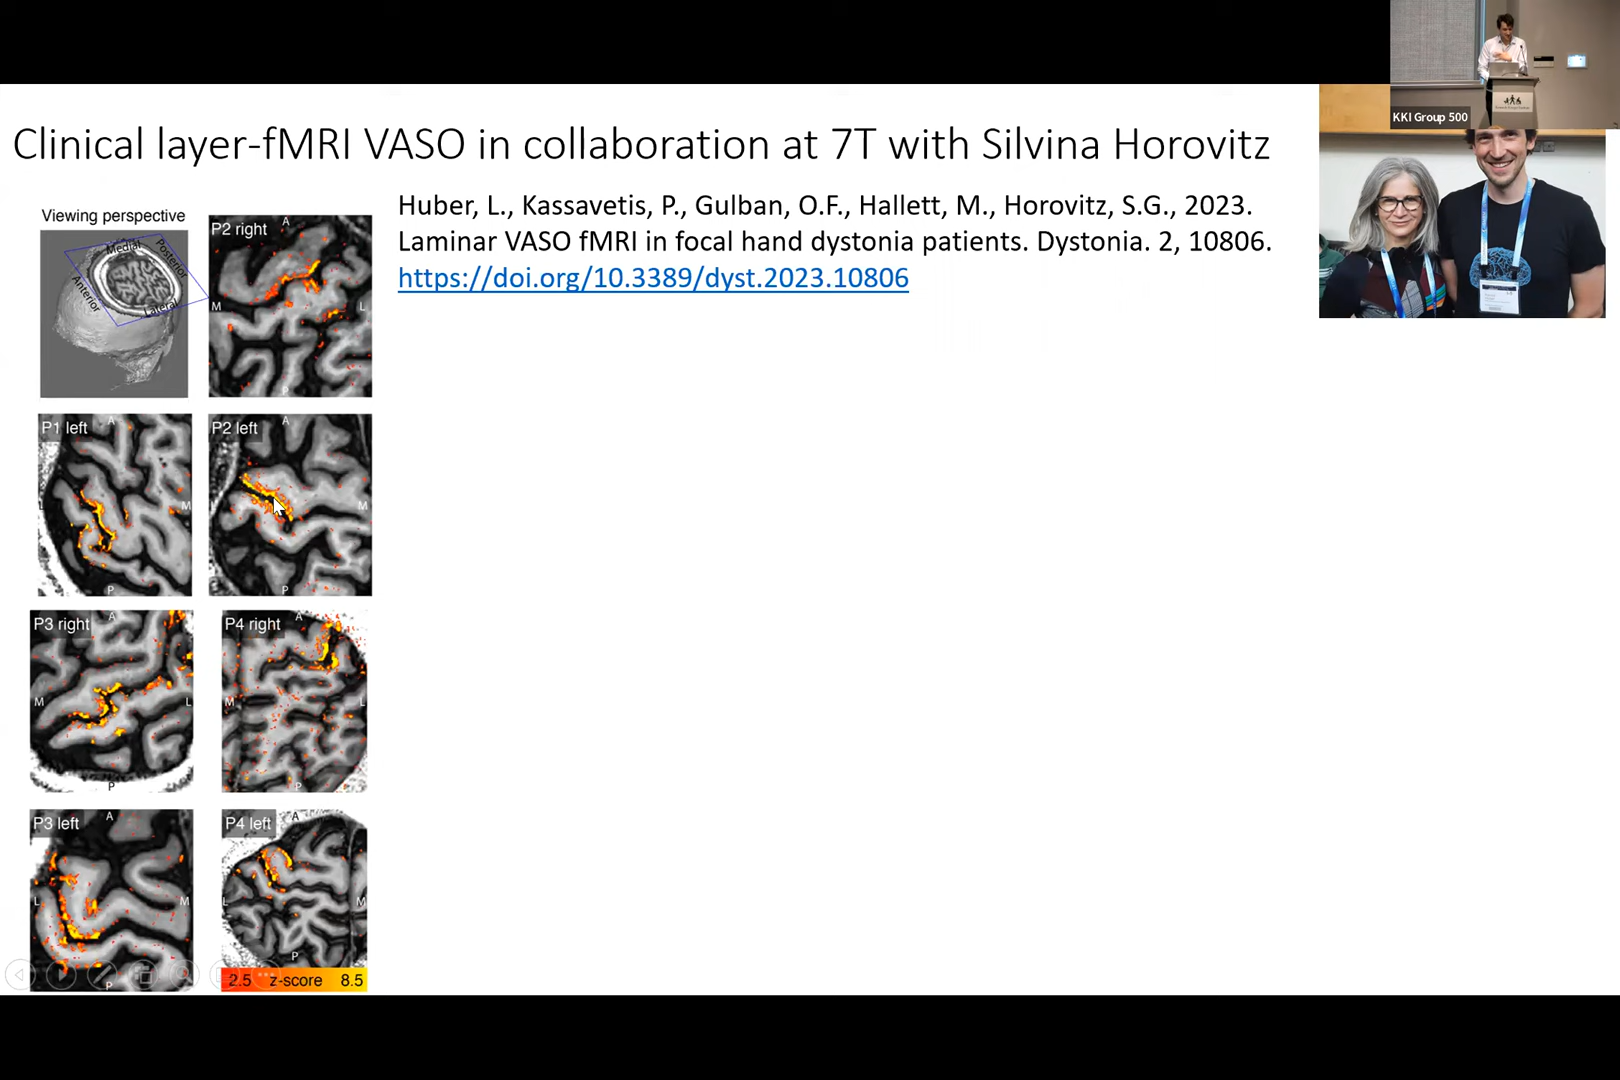 KKI Group 500
Clinical layer-fMRI VASO in collaboration at 7T with Silvina Horovitz
Huber, L., Kassavetis, P., Gulban, O.F., Hallett, M., Horovitz, S.G., 2023.
Laminar VASO fMRI in focal hand dystonia patients. Dystonia. 2, 10806.
https://doi.org/10.3389/dyst.2023.10806
Viewing perspective
Medial
Posterior
Anterior
Lateral
P2 right
A
M
L
P
P1 left
A
L
M
P
P2 left
A
L
M
P
P3 right
A
M
L
P
P4 right
A
M
L
P
P3 left
A
L
M
P
P4 left
A
L
M
P
2.5 z-score 8.5